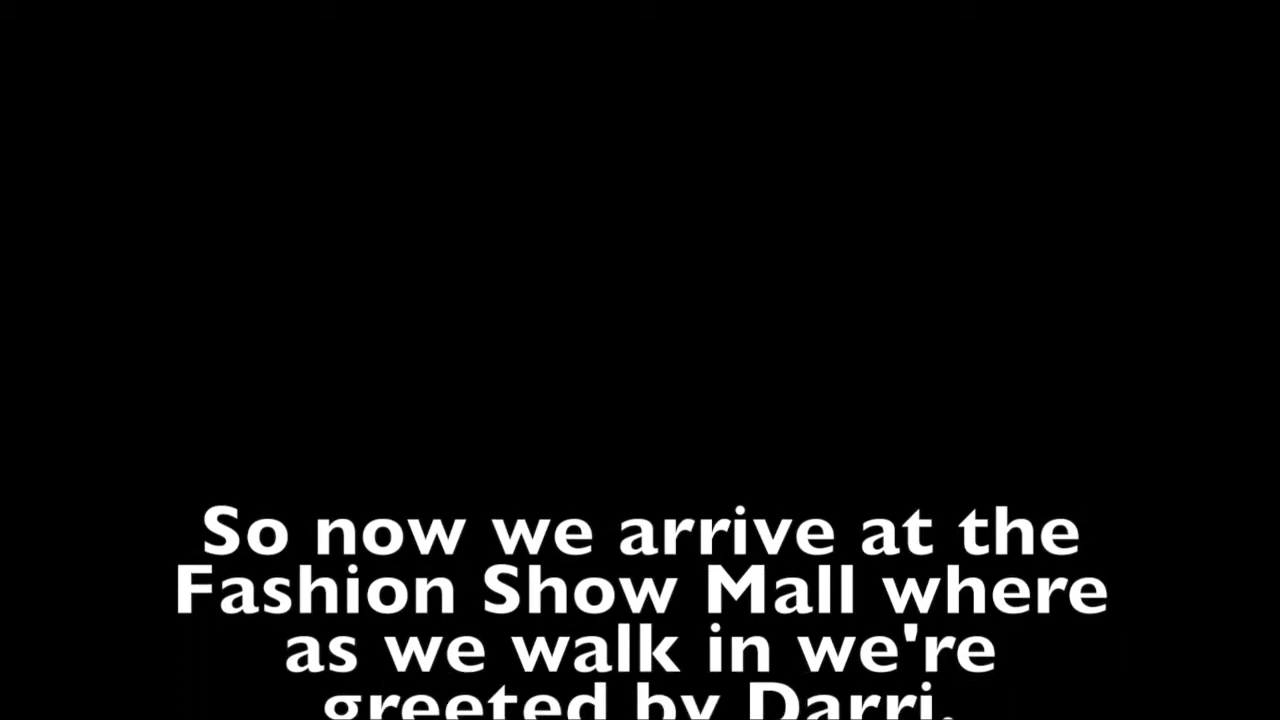 So now we arrive at the
Fashion Show Mall where
as we walk in we're
greeted by Darri.